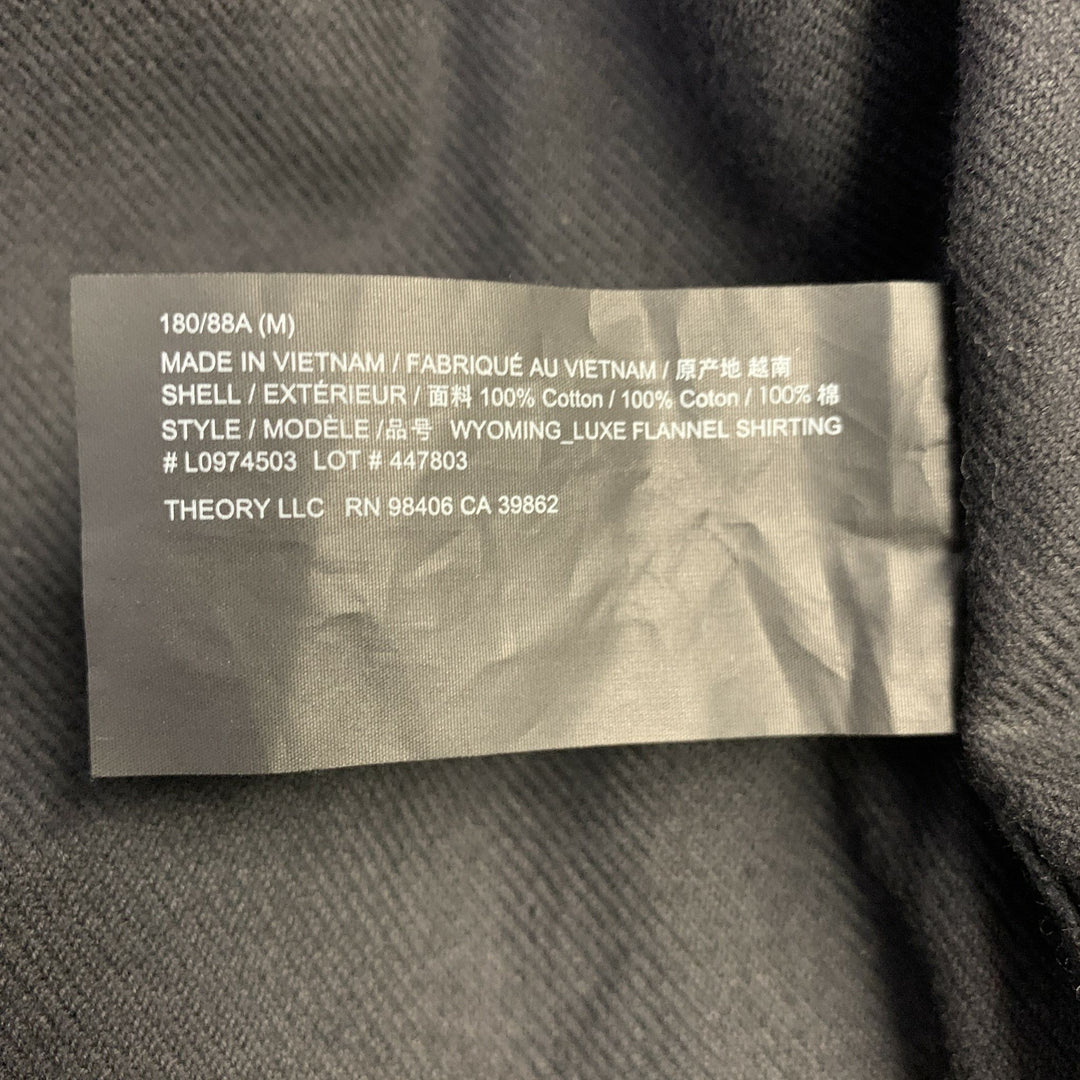 180/88A (M)
MADE IN VIETNAM / FABRIQUÉ AU VIETNAM / 原产地 越南
SHELL / EXTÉRIEUR / 面料 100% Cotton / 100% Coton / 100% 棉
STYLE / MODÈLE /品号 WYOMING_LUXE FLANNEL SHIRTING
# L0974503 LOT # 447803
THEORY LLC RN 98406 CA 39862